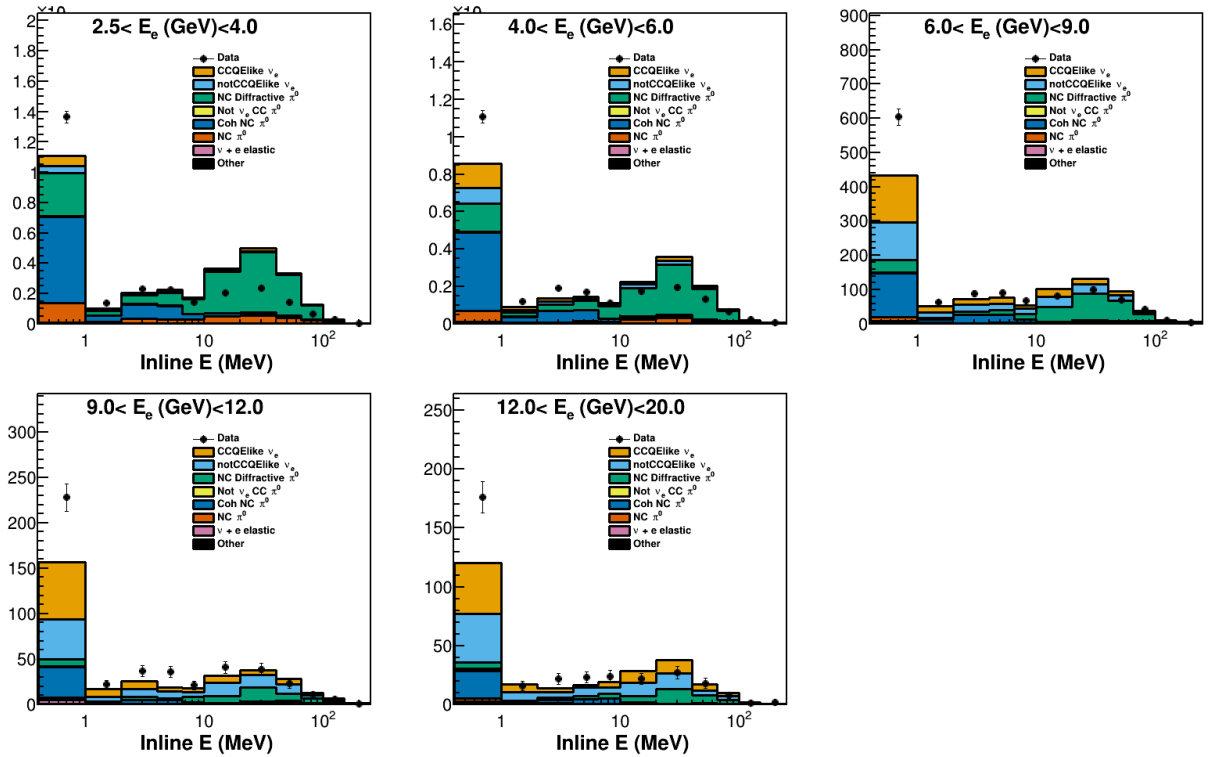 ×10
2.5< Eₑ (GeV)<4.0
Data
CCQElike νₑ
notCCQElike νₑ
NC Diffractive π⁰
Not νₑ CC π⁰
Coh NC π⁰
NC π⁰
ν + e elastic
Other
2
1.8
1.6
1.4
1.2
1
0.8
0.6
0.4
0.2
0
1 10 10²
Inline E (MeV)
4.0< Eₑ (GeV)<6.0
Data
CCQElike νₑ
notCCQElike νₑ
NC Diffractive π⁰
Not νₑ CC π⁰
Coh NC π⁰
NC π⁰
ν + e elastic
Other
1.6
1.4
1.2
1
0.8
0.6
0.4
0.2
0
1 10 10²
Inline E (MeV)
6.0< Eₑ (GeV)<9.0
Data
CCQElike νₑ
notCCQElike νₑ
NC Diffractive π⁰
Not νₑ CC π⁰
Coh NC π⁰
NC π⁰
ν + e elastic
Other
900
800
700
600
500
400
300
200
100
0
1 10 10²
Inline E (MeV)
9.0< Eₑ (GeV)<12.0
Data
CCQElike νₑ
notCCQElike νₑ
NC Diffractive π⁰
Not νₑ CC π⁰
Coh NC π⁰
NC π⁰
ν + e elastic
Other
300
250
200
150
100
50
0
1 10 10²
Inline E (MeV)
12.0< Eₑ (GeV)<20.0
Data
CCQElike νₑ
notCCQElike νₑ
NC Diffractive π⁰
Not νₑ CC π⁰
Coh NC π⁰
NC π⁰
ν + e elastic
Other
250
200
150
100
50
0
1 10 10²
Inline E (MeV)